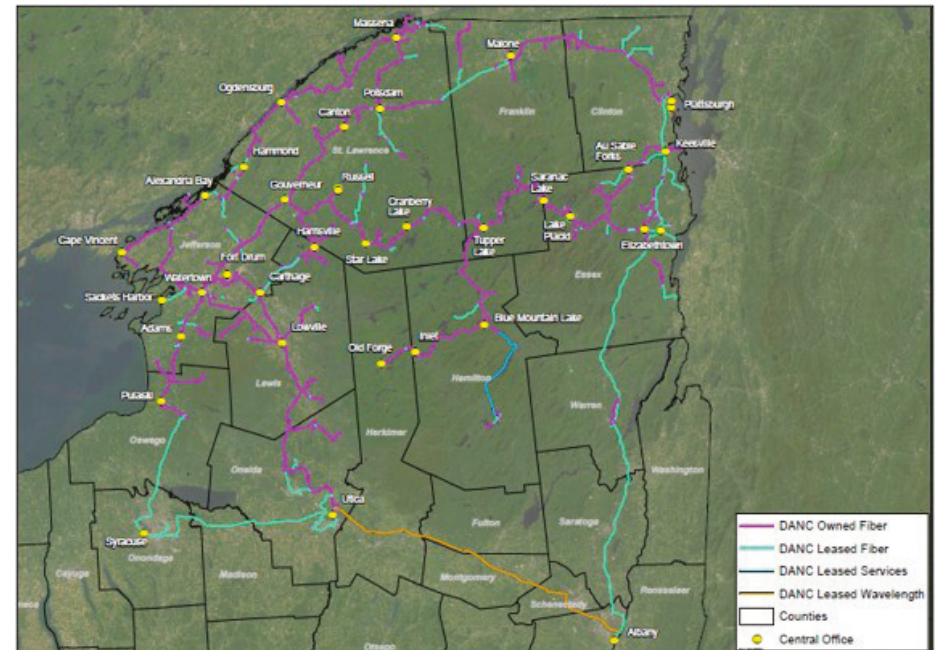 Massena
Malone
Ogdensburg
Potsdam
Canton
Plattsburgh
Franklin
Clinton
St. Lawrence
Hammond
Au Sable
Forks
Keesville
Alexandria Bay
Gouverneur
Russell
Saranac
Lake
Cranberry
Lake
Lake
Placid
Cape Vincent
Jefferson
Harrisville
Tupper
Lake
Elizabethtown
Fort Drum
Star Lake
Watertown
Carthage
Essex
Sackets Harbor
Adams
Lowville
Blue Mountain Lake
Inlet
Old Forge
Lewis
Hamilton
Pulaski
Warren
Oswego
Herkimer
Oneida
Washington
Utica
Fulton
Saratoga
Syracuse
Onondaga
Cayuga
Madison
Montgomery
Rensselaer
Schenectady
Albany
Otsego
neca
DANC Owned Fiber
DANC Leased Fiber
DANC Leased Services
DANC Leased Wavelength
Counties
Central Office